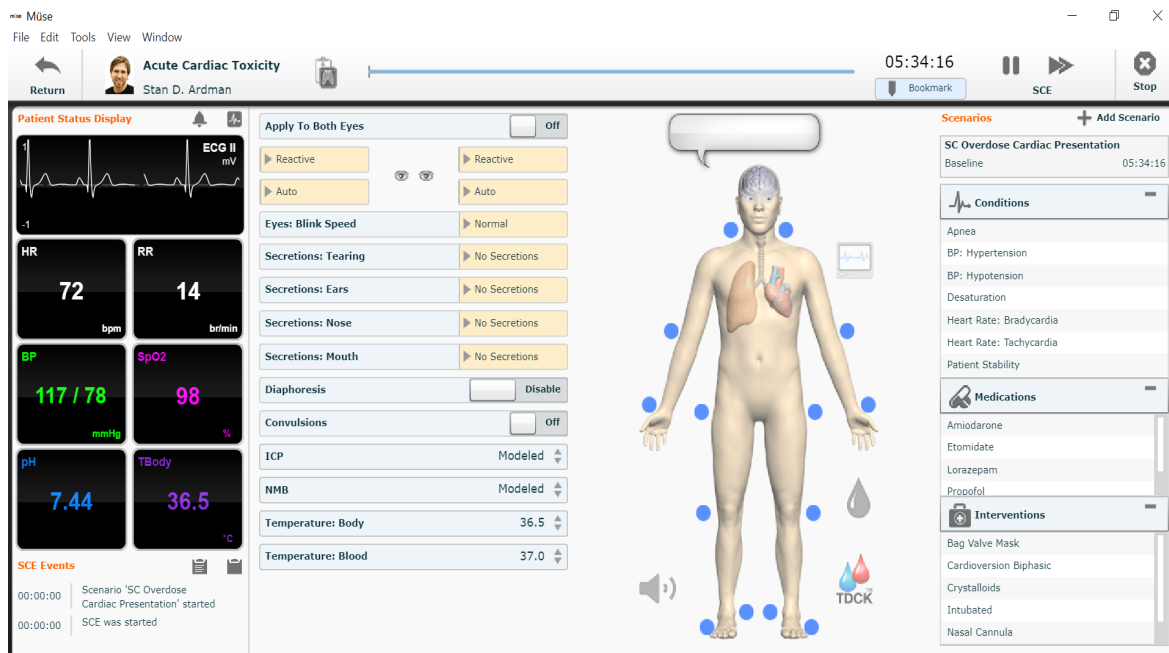 müse Müse
File Edit Tools View Window
Return
Acute Cardiac Toxicity
Stan D. Ardman
05:34:16
Bookmark
SCE
Stop
Patient Status Display
1
ECG II
mV
-1
HR
72
bpm
RR
14
br/min
BP
117 / 78
mmHg
SpO2
98
%
pH
7.44
TBody
36.5
°C
SCE Events
00:00:00 Scenario 'SC Overdose
Cardiac Presentation' started
00:00:00 SCE was started
Apply To Both Eyes Off
Reactive Reactive
Auto Auto
Eyes: Blink Speed Normal
Secretions: Tearing No Secretions
Secretions: Ears No Secretions
Secretions: Nose No Secretions
Secretions: Mouth No Secretions
Diaphoresis Disable
Convulsions Off
ICP Modeled
NMB Modeled
Temperature: Body 36.5
Temperature: Blood 37.0
TDCK™
Scenarios Add Scenario
SC Overdose Cardiac Presentation
Baseline 05:34:16
Conditions
Apnea
BP: Hypertension
BP: Hypotension
Desaturation
Heart Rate: Bradycardia
Heart Rate: Tachycardia
Patient Stability
Medications
Amiodarone
Etomidate
Lorazepam
Propofol
Interventions
Bag Valve Mask
Cardioversion Biphasic
Crystalloids
Intubated
Nasal Cannula